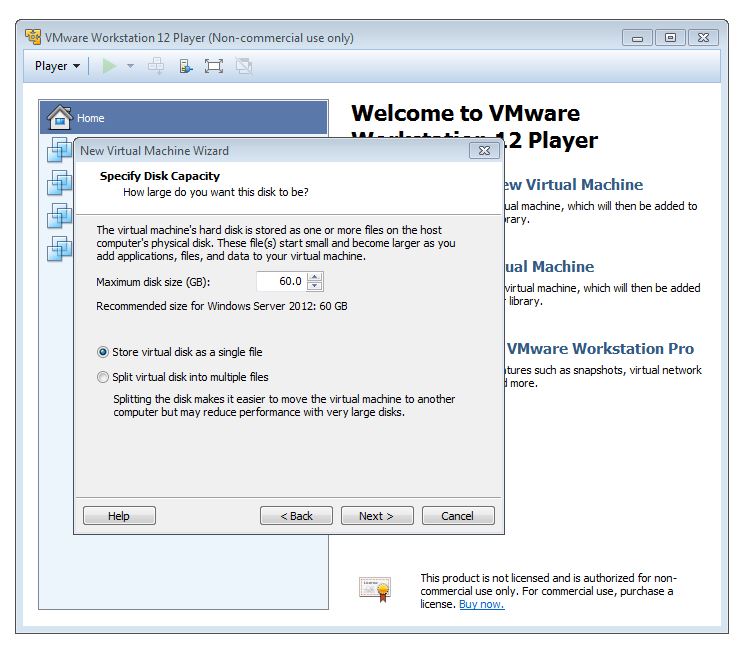 VMware Workstation 12 Player (Non-commercial use only)
Player
Home
Welcome to VMware
12 Player
New Virtual Machine Wizard
Specify Disk Capacity
How large do you want this disk to be?
The virtual machine's hard disk is stored as one or more files on the host
computer's physical disk. These file(s) start small and become larger as you
add applications, files, and data to your virtual machine.
Maximum disk size (GB):
60.0
Recommended size for Windows Server 2012: 60 GB
Store virtual disk as a single file
Split virtual disk into multiple files
Splitting the disk makes it easier to move the virtual machine to another
computer but may reduce performance with very large disks.
Help
< Back
Next >
Cancel
Virtual Machine
machine, which will then be added to
Machine
virtual machine, which will then be added
library.
VMware Workstation Pro
such as snapshots, virtual network
more.
This product is not licensed and is authorized for non-
commercial use only. For commercial use, purchase a
license. Buy now.